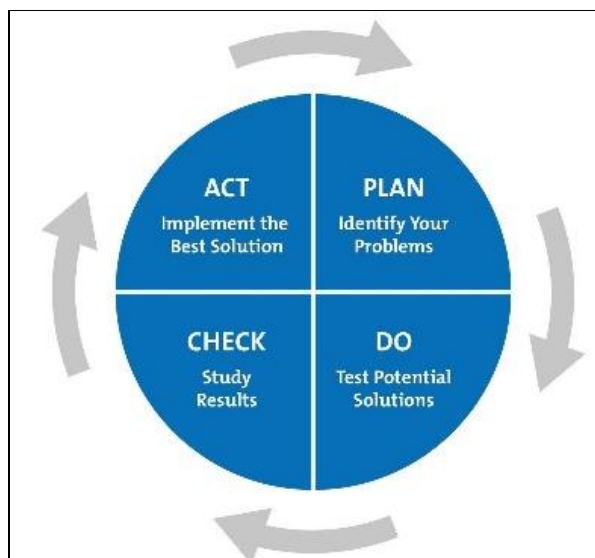 ACT
Implement the
Best Solution
PLAN
Identify Your
Problems
CHECK
Study
Results
DO
Test Potential
Solutions